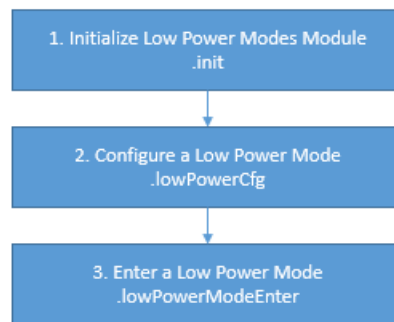 1. Initialize Low Power Modes Module
.init
2. Configure a Low Power Mode
.lowPowerCfg
3. Enter a Low Power Mode
.lowPowerModeEnter